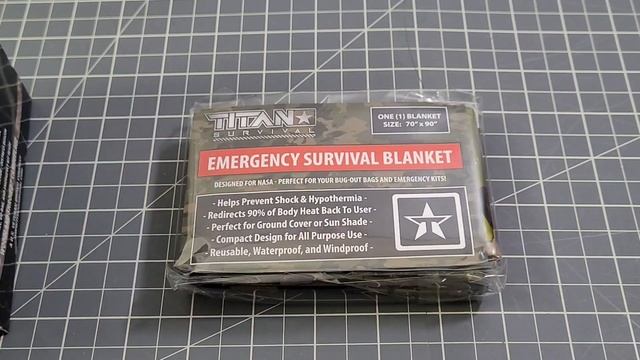 TITAN
SURVIVAL
ONE (1) BLANKET
SIZE: 70" x 90"
EMERGENCY SURVIVAL BLANKET
DESIGNED FOR NASA - PERFECT FOR YOUR BUG-OUT BAGS AND EMERGENCY KITS!
- Helps Prevent Shock & Hypothermia -
- Redirects 90% of Body Heat Back To User -
- Perfect for Ground Cover or Sun Shade -
- Compact Design for All Purpose Use -
- Reusable, Waterproof, and Windproof -